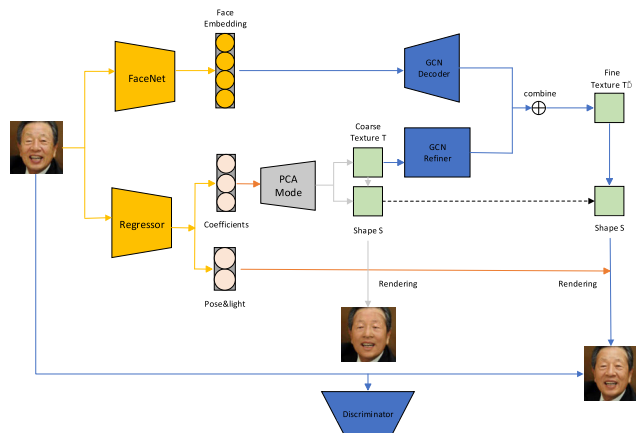 Face
Embedding
FaceNet
GCN
Decoder
combine
Fine
Texture TD̃
Coarse
Texture T
GCN
Refiner
PCA
Mode
Regressor
Coefficients
Shape S
Shape S
Pose&light
Rendering
Rendering
Discriminator